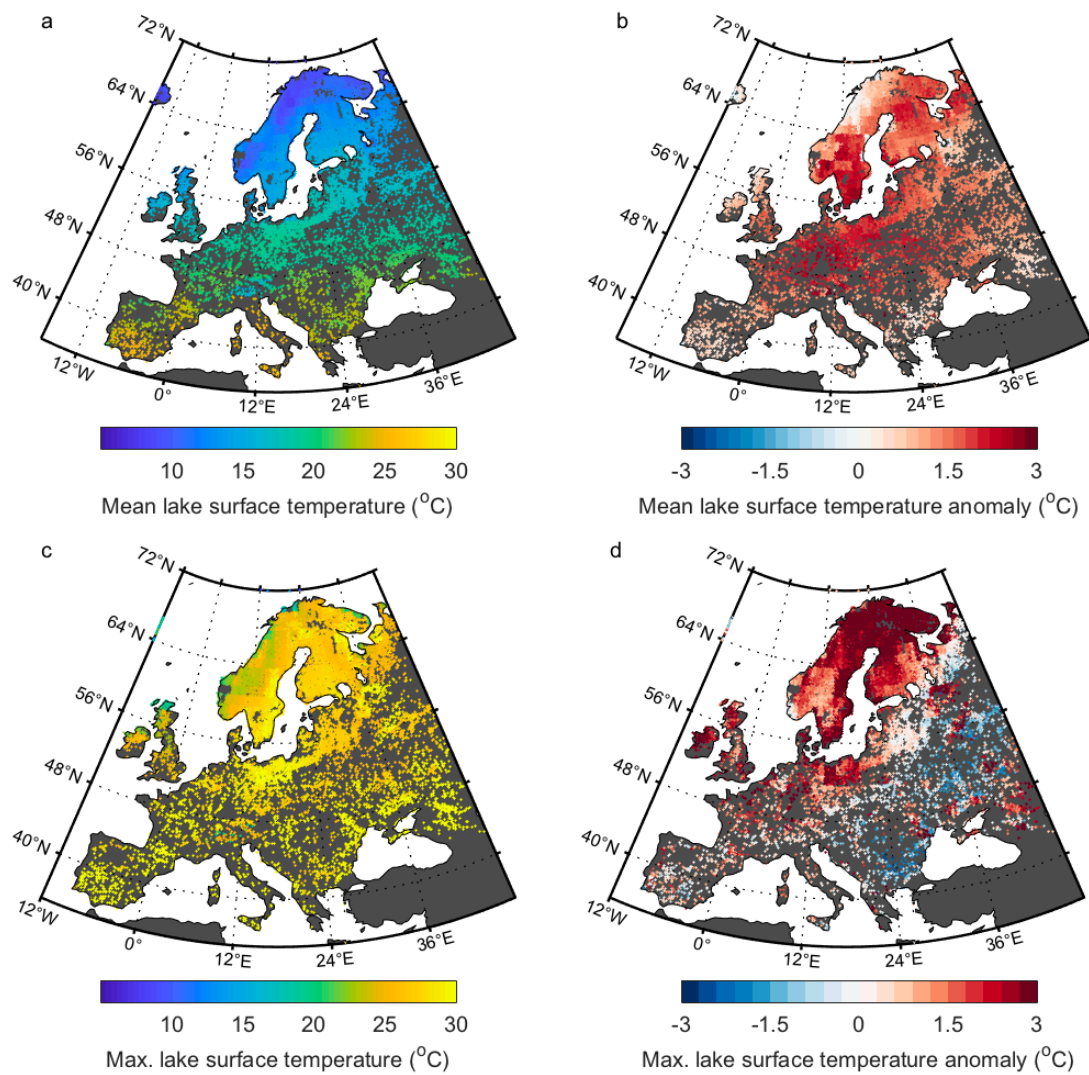 a
b
72°N
64°N
56°N
48°N
40°N
12°W
0°
12°E
24°E
36°E
72°N
64°N
56°N
48°N
40°N
12°W
0°
12°E
24°E
36°E
10 15 20 25 30
Mean lake surface temperature (°C)
-3 -1.5 0 1.5 3
Mean lake surface temperature anomaly (°C)
c
d
72°N
64°N
56°N
48°N
40°N
12°W
0°
12°E
24°E
36°E
72°N
64°N
56°N
48°N
40°N
12°W
0°
12°E
24°E
36°E
10 15 20 25 30
Max. lake surface temperature (°C)
-3 -1.5 0 1.5 3
Max. lake surface temperature anomaly (°C)